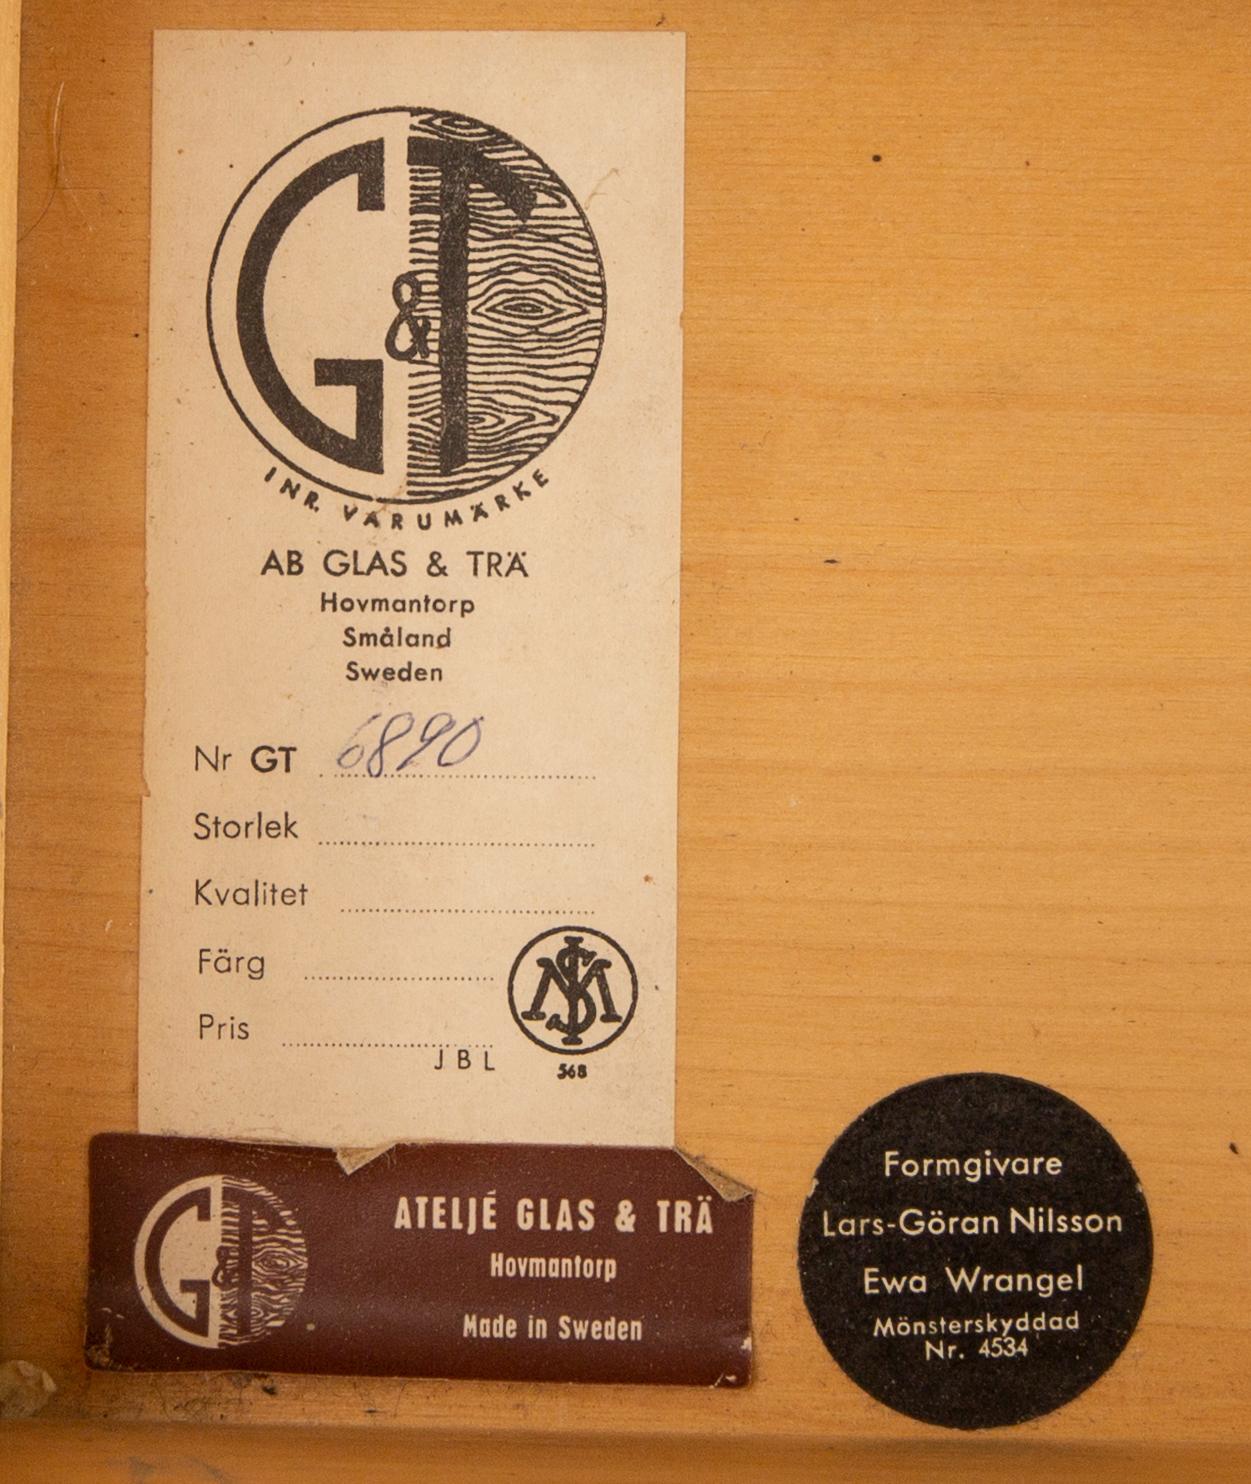 G&T
INR. VARUMÄRKE
AB GLAS & TRÄ
Hovmantorp
Småland
Sweden
Nr GT 6890
Storlek
Kvalitet
Färg
Pris
J B L
568
G&T
ATELJÉ GLAS & TRÄ
Hovmantorp
Made in Sweden
Formgivare
Lars-Göran Nilsson
Ewa Wrangel
Mönsterskyddad
Nr. 4534